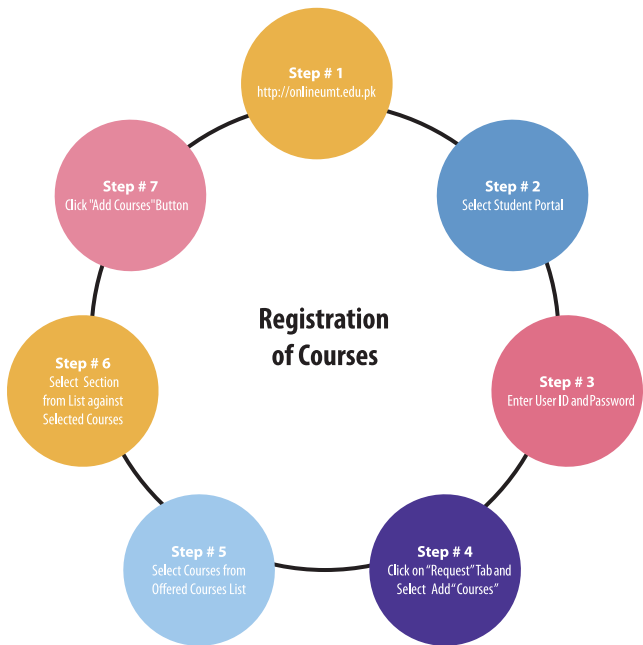 Step # 1
http://onlineumt.edu.pk
Step # 2
Select Student Portal
Step # 3
Enter User ID and Password
Step # 4
Click on “Request” Tab and
Select Add “Courses”
Step # 5
Select Courses from
Offered Courses List
Step # 6
Select Section
from List against
Selected Courses
Step # 7
Click "Add Courses" Button
Registration
of Courses